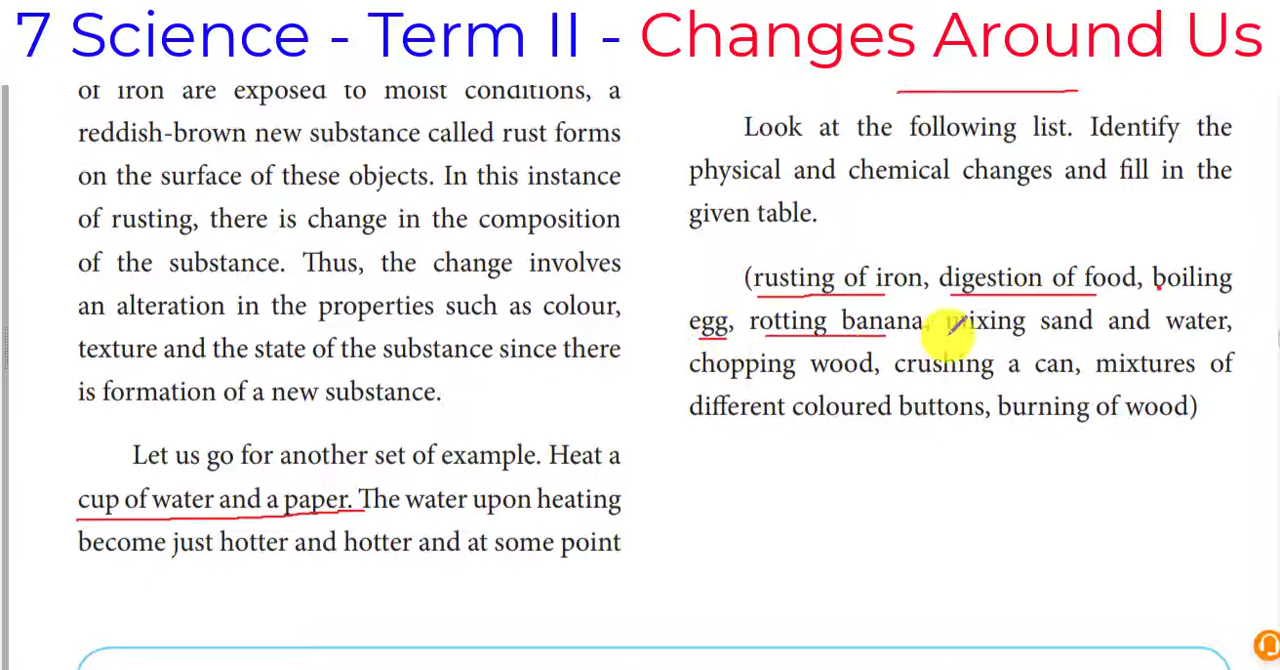 7 Science - Term II - Changes Around Us
of iron are exposed to moist conditions, a
reddish-brown new substance called rust forms
on the surface of these objects. In this instance
of rusting, there is change in the composition
of the substance. Thus, the change involves
an alteration in the properties such as colour,
texture and the state of the substance since there
is formation of a new substance.
Let us go for another set of example. Heat a
cup of water and a paper. The water upon heating
become just hotter and hotter and at some point
Look at the following list. Identify the
physical and chemical changes and fill in the
given table.
(rusting of iron, digestion of food, boiling
egg, rotting banana, mixing sand and water,
chopping wood, crushing a can, mixtures of
different coloured buttons, burning of wood)